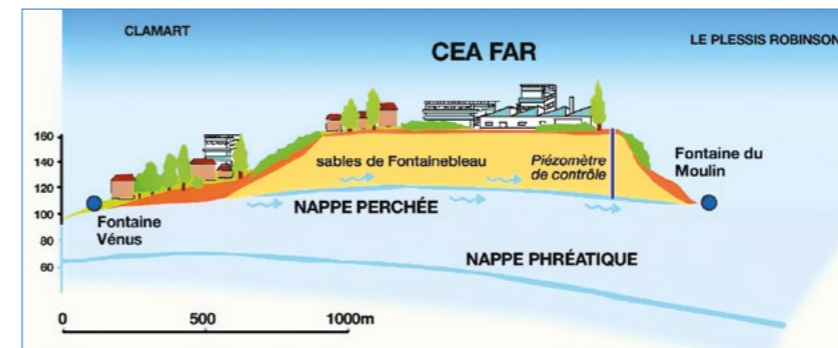 CLAMART
CEA FAR
LE PLESSIS ROBINSON
160
140
120
100
80
60
sables de Fontainebleau
Piézomètre
de contrôle
Fontaine du
Moulin
Fontaine
Vénus
NAPPE PERCHÉE
NAPPE PHRÉATIQUE
0
500
1000m